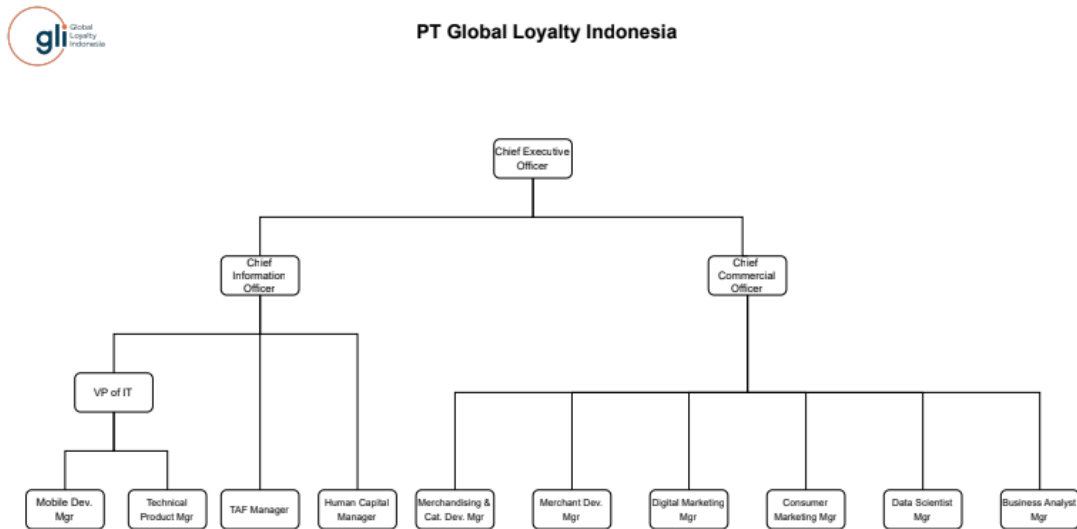 gli
Global
Loyalty
Indonesia
PT Global Loyalty Indonesia
Chief Executive
Officer
Chief
Information
Officer
Chief
Commercial
Officer
VP of IT
Mobile Dev.
Mgr
Technical
Product Mgr
TAF Manager
Human Capital
Manager
Merchandising &
Cat. Dev. Mgr
Merchant Dev.
Mgr
Digital Marketing
Mgr
Consumer
Marketing Mgr
Data Scientist
Mgr
Business Analyst
Mgr